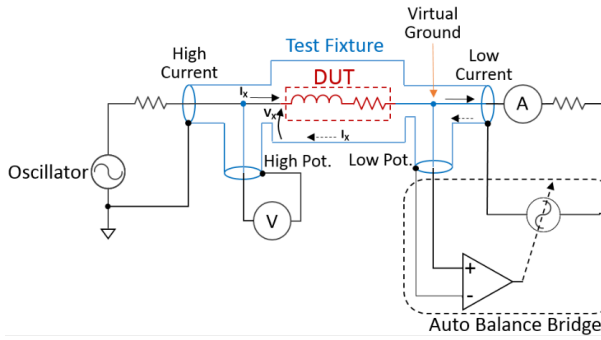 Virtual
Ground
Test Fixture
High
Current
Low
Current
DUT
Ix
A
Vx
Ix
High Pot.
Low Pot.
Oscillator
V
+
-
Auto Balance Bridge